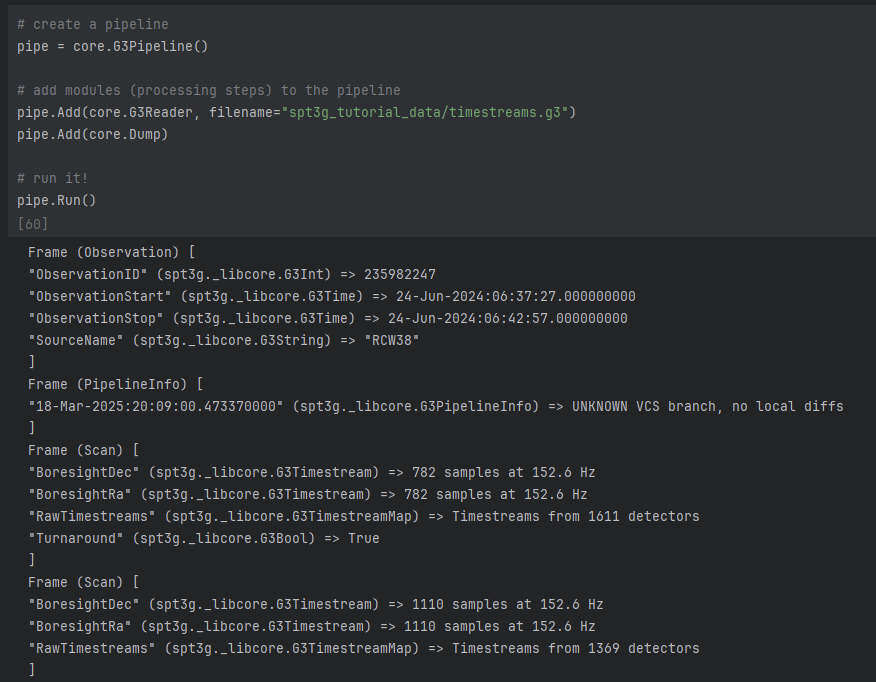 # create a pipeline
pipe = core.G3Pipeline()
# add modules (processing steps) to the pipeline
pipe.Add(core.G3Reader, filename="spt3g_tutorial_data/timestreams.g3")
pipe.Add(core.Dump)
# run it!
pipe.Run()
[60]
Frame (Observation) [
"ObservationID" (spt3g._libcore.G3Int) => 235982247
"ObservationStart" (spt3g._libcore.G3Time) => 24-Jun-2024:06:37:27.000000000
"ObservationStop" (spt3g._libcore.G3Time) => 24-Jun-2024:06:42:57.000000000
"SourceName" (spt3g._libcore.G3String) => "RCW38"
]
Frame (PipelineInfo) [
"18-Mar-2025:20:09:00.473370000" (spt3g._libcore.G3PipelineInfo) => UNKNOWN VCS branch, no local diffs
]
Frame (Scan) [
"BoresightDec" (spt3g._libcore.G3Timestream) => 782 samples at 152.6 Hz
"BoresightRa" (spt3g._libcore.G3Timestream) => 782 samples at 152.6 Hz
"RawTimestreams" (spt3g._libcore.G3TimestreamMap) => Timestreams from 1611 detectors
"Turnaround" (spt3g._libcore.G3Bool) => True
]
Frame (Scan) [
"BoresightDec" (spt3g._libcore.G3Timestream) => 1110 samples at 152.6 Hz
"BoresightRa" (spt3g._libcore.G3Timestream) => 1110 samples at 152.6 Hz
"RawTimestreams" (spt3g._libcore.G3TimestreamMap) => Timestreams from 1369 detectors
]